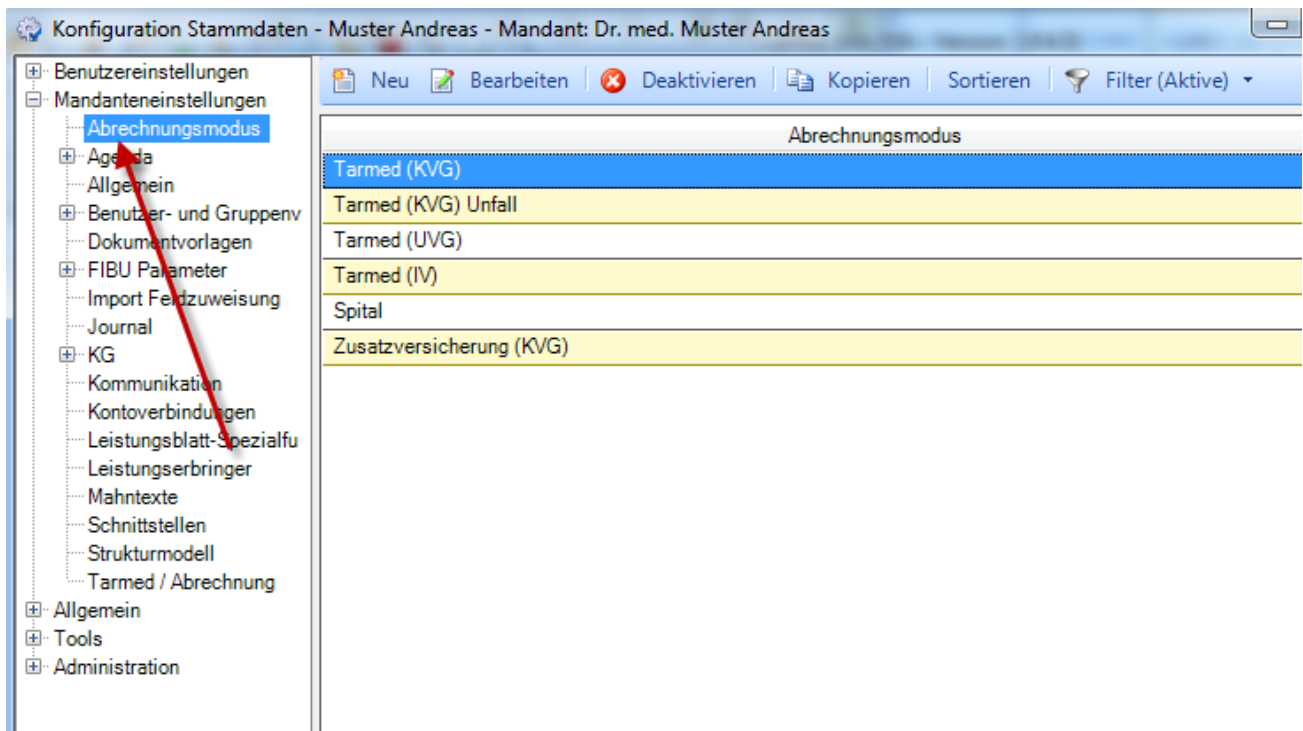 Konfiguration Stammdaten - Muster Andreas - Mandant: Dr. med. Muster Andreas
Neu Bearbeiten Deaktivieren Kopieren Sortieren Filter (Aktive)
Benutzereinstellungen
Mandanteneinstellungen
Abrechnungsmodus
Agenda
Allgemein
Benutzer- und Gruppenv
Dokumentvorlagen
FIBU Parameter
Import Feldzuweisung
Journal
KG
Kommunikation
Kontoverbindungen
Leistungsblatt-Spezialfu
Leistungserbringer
Mahntexte
Schnittstellen
Strukturmodell
Tarmed / Abrechnung
Allgemein
Tools
Administration
Abrechnungsmodus
Tarmed (KVG)
Tarmed (KVG) Unfall
Tarmed (UVG)
Tarmed (IV)
Spital
Zusatzversicherung (KVG)